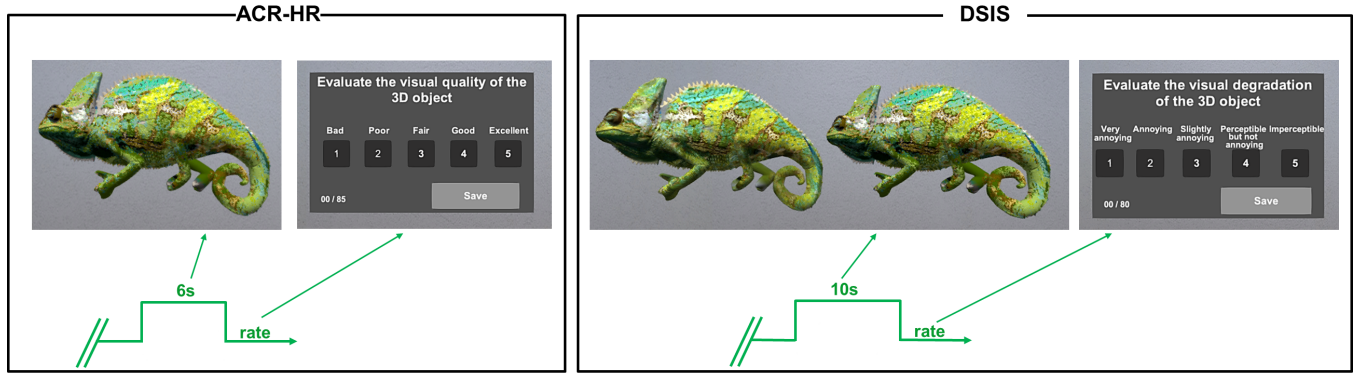 ACR-HR
Evaluate the visual quality of the
3D object
Bad Poor Fair Good Excellent
1 2 3 4 5
00 / 85
Save
6s
rate
DSIS
Evaluate the visual degradation
of the 3D object
Very
annoying
Annoying
Slightly
annoying
Perceptible
but not
annoying
Imperceptible
1 2 3 4 5
00 / 80
Save
10s
rate